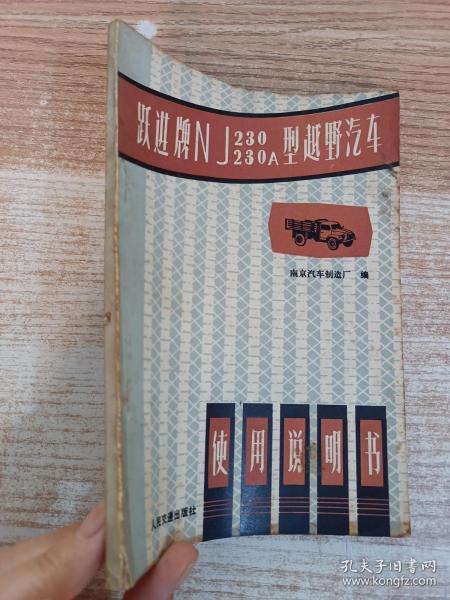 跃进牌NJ230 230A型越野汽车
南京汽车制造厂 编
使用说明书
人民交通出版社
孔夫子旧书网
www.kongfz.com